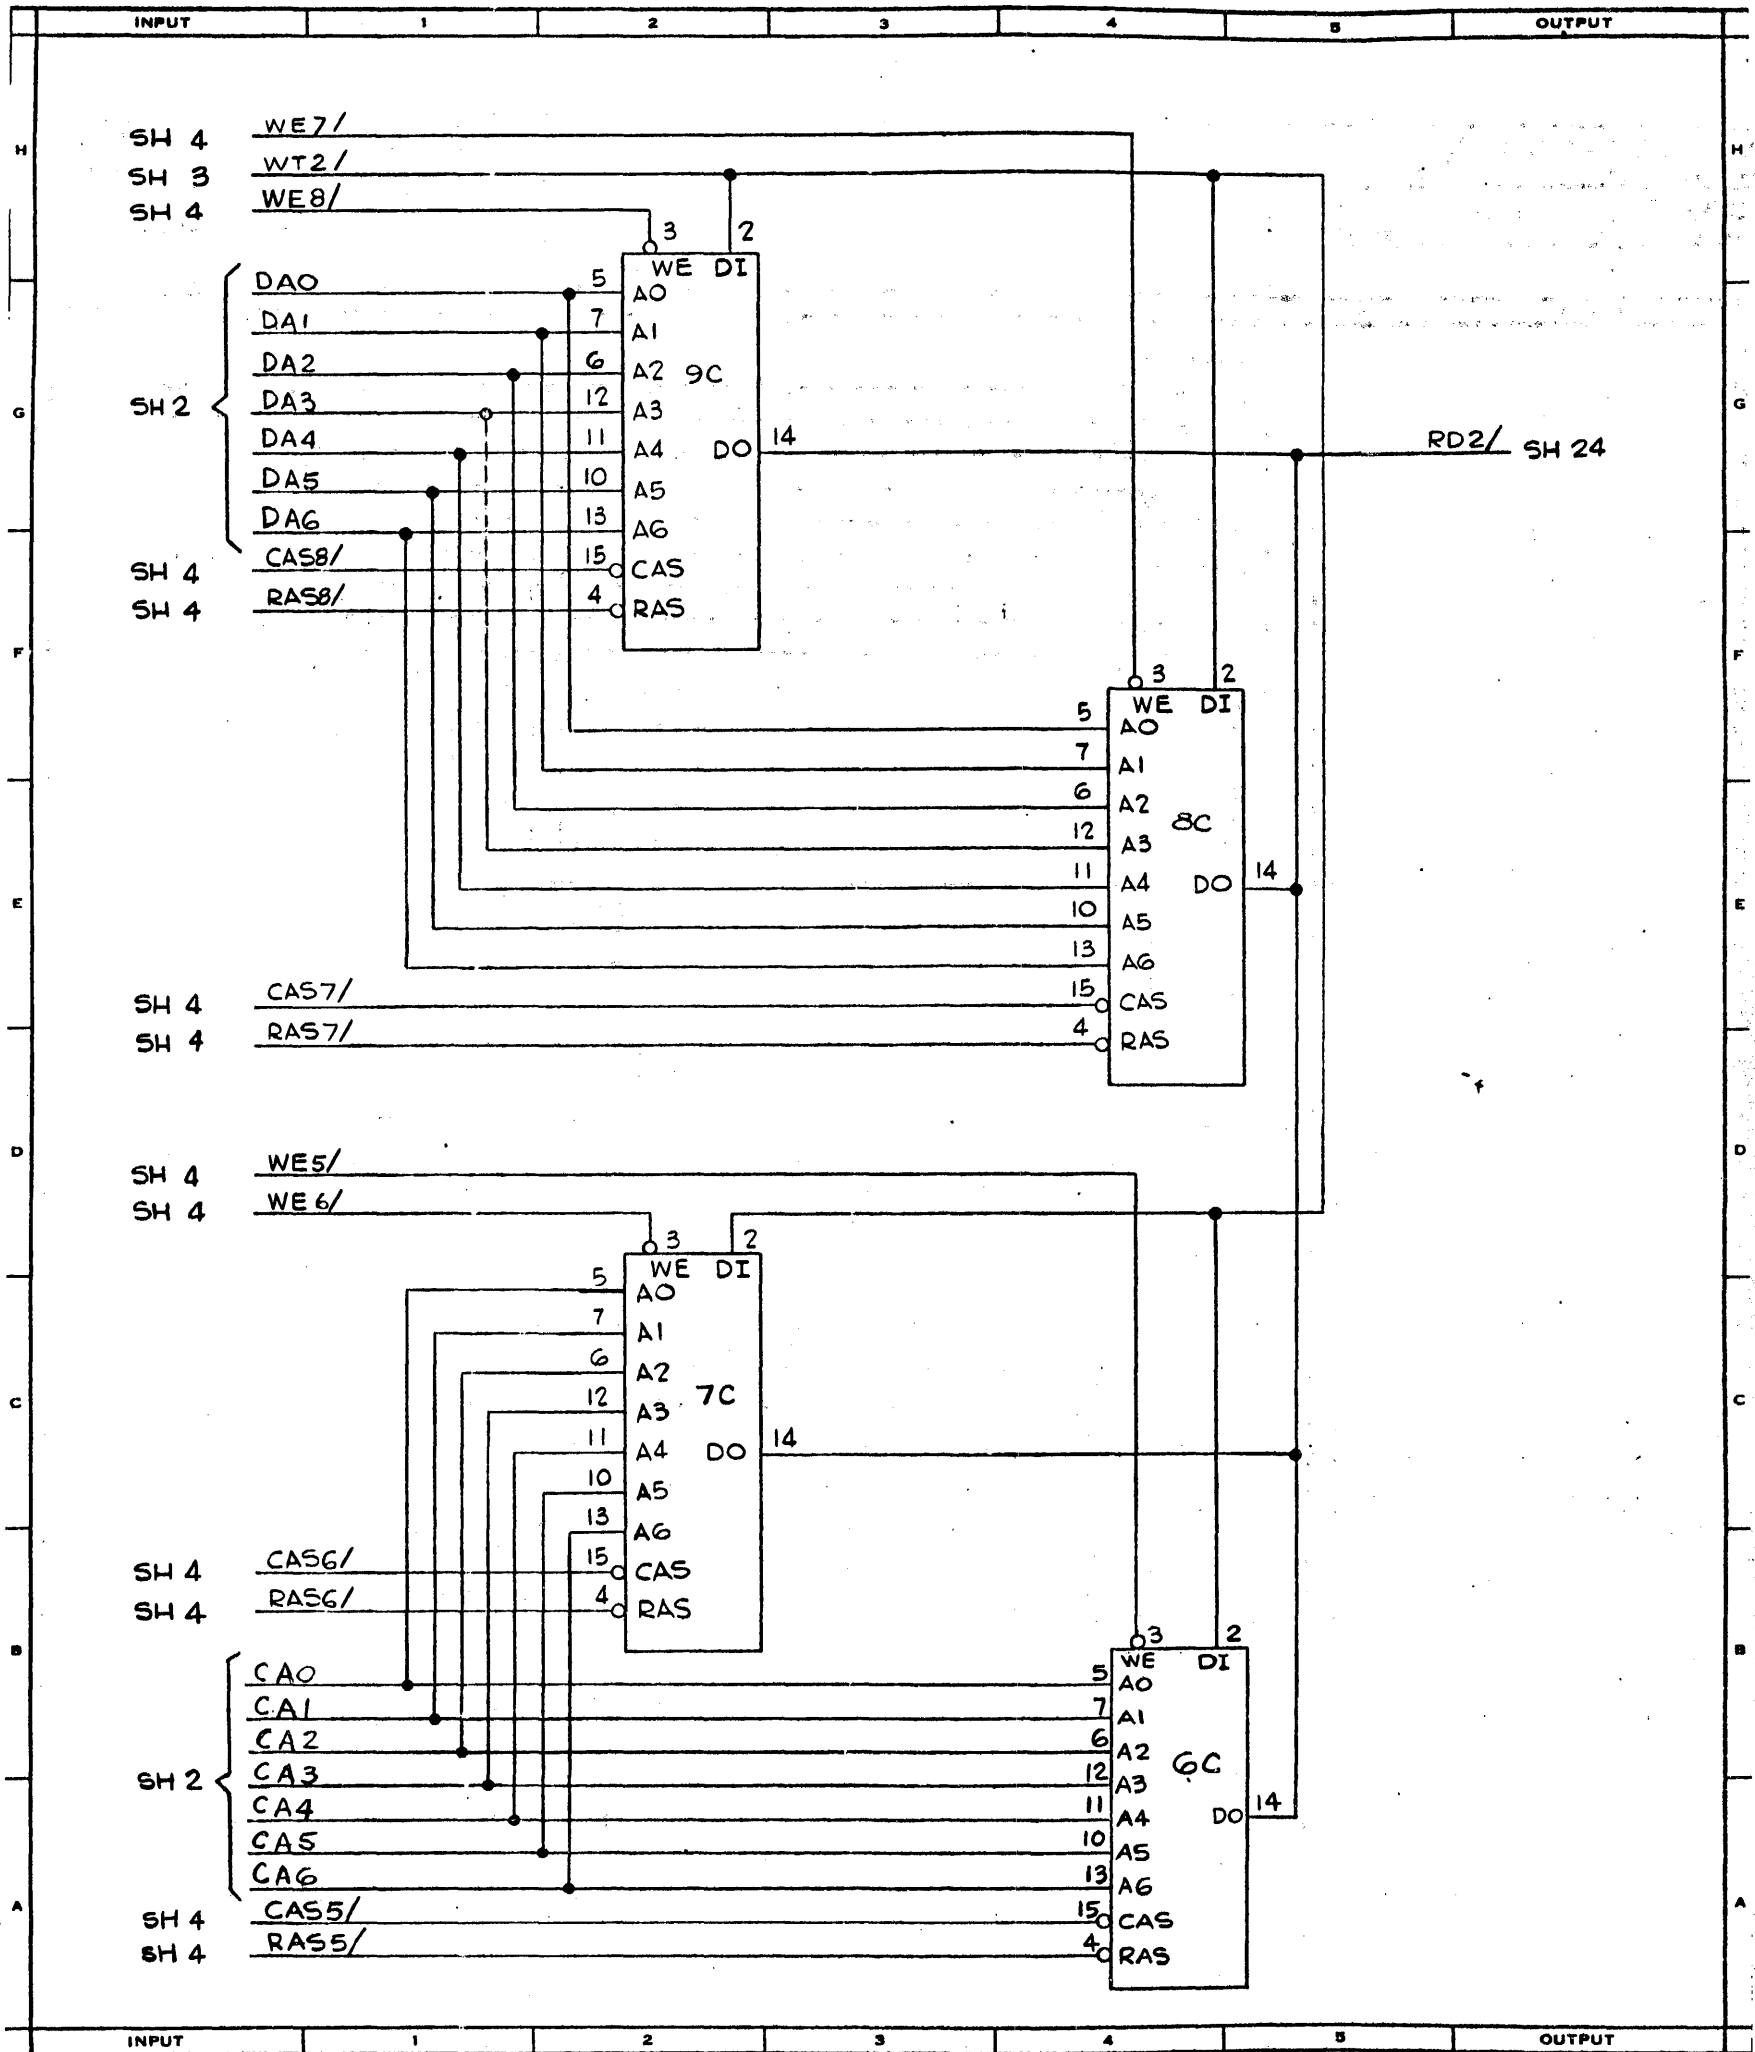 INPUT 1 2 3 4 5 OUTPUT
H H
SH 4 WE7/
SH 3 WT2/
SH 4 WE8/
3 2
WE DI
DA0 5 A0
DA1 7 A1
DA2 6 A2 9C
SH2 DA3 12 A3
G G
DA4 11 A4 DO 14 RD2/ SH 24
DA5 10 A5
DA6 13 A6
SH 4 CAS8/ 15 CAS
SH 4 RAS8/ 4 RAS
F F
3 2
WE DI
5 A0
7 A1
6 A2
8C
12 A3
11 A4 DO 14
E E
10 A5
13 A6
SH 4 CAS7/ 15 CAS
SH 4 RAS7/ 4 RAS
D D
SH 4 WE5/
SH 4 WE6/
3 2
WE DI
5 A0
7 A1
6 A2
7C
C C
12 A3
11 A4 DO 14
10 A5
13 A6
SH 4 CAS6/ 15 CAS
SH 4 RAS6/ 4 RAS
B B
3 2
WE DI
CA0 5 A0
CA1 7 A1
CA2 6 A2
6C
SH2 CA3 12 A3
CA4 11 A4 DO 14
CA5 10 A5
CA6 13 A6
A A
SH 4 CAS5/ 15 CAS
SH 4 RAS5/ 4 RAS
INPUT 1 2 3 4 5 OUTPUT